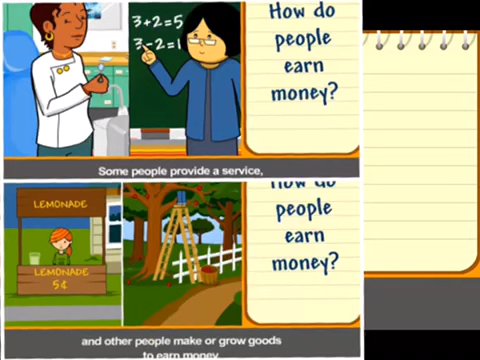 3+2=5
3-2=1
How do
people
earn
money?
Some people provide a service,
LEMONADE
LEMONADE
5¢
How do
people
earn
money?
and other people make or grow goods
to earn money